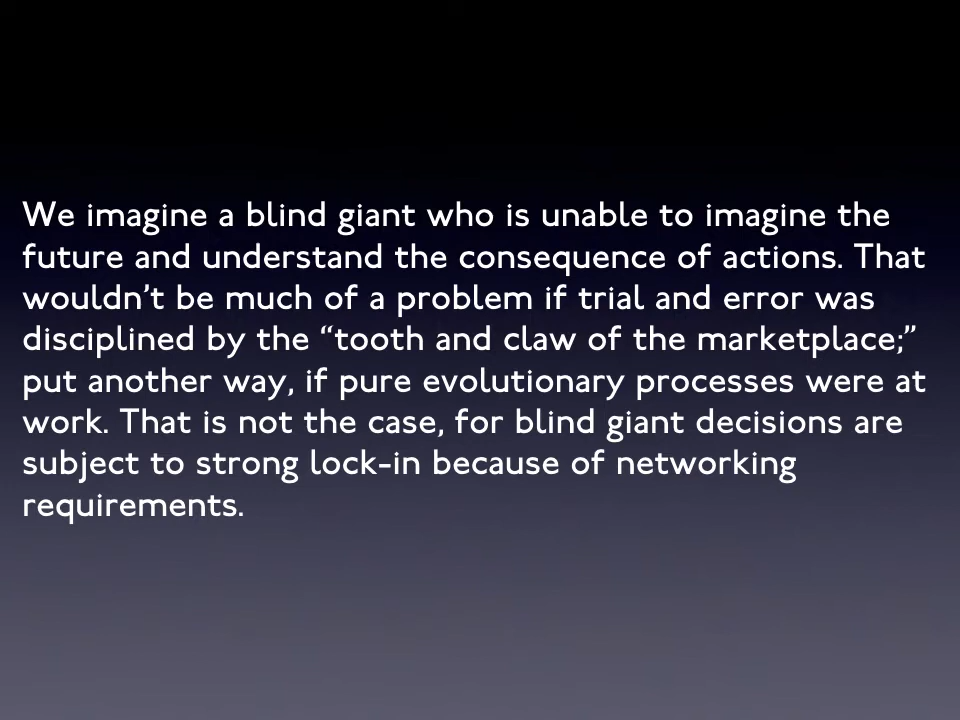 We imagine a blind giant who is unable to imagine the
future and understand the consequence of actions. That
wouldn’t be much of a problem if trial and error was
disciplined by the “tooth and claw of the marketplace;”
put another way, if pure evolutionary processes were at
work. That is not the case, for blind giant decisions are
subject to strong lock-in because of networking
requirements.